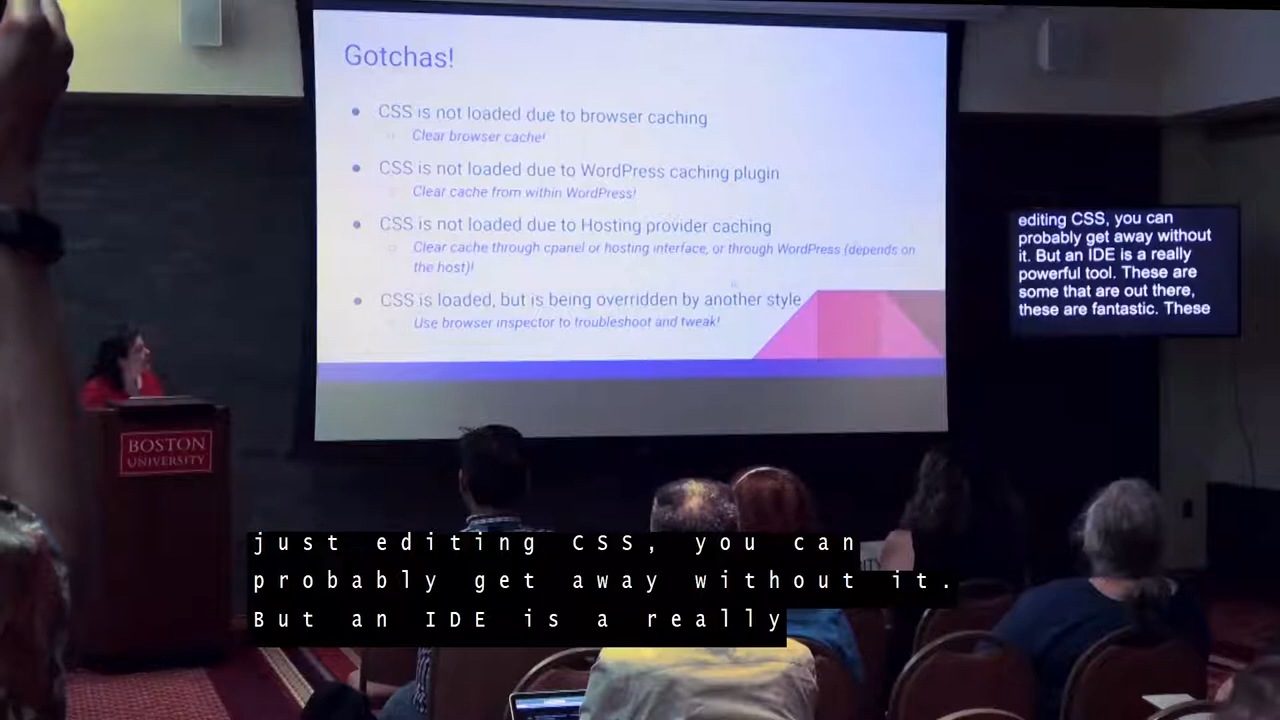 Gotchas!
CSS is not loaded due to browser caching
Clear browser cache!
CSS is not loaded due to WordPress caching plugin
Clear cache from within WordPress!
CSS is not loaded due to Hosting provider caching
Clear cache through cpanel or hosting interface, or through WordPress (depends on
the host)!
CSS is loaded, but is being overridden by another style
Use browser inspector to troubleshoot and tweak!
editing CSS, you can
probably get away without
it. But an IDE is a really
powerful tool. These are
some that are out there,
these are fantastic. These
BOSTON
UNIVERSITY
just editing CSS, you can
probably get away without it.
But an IDE is a really